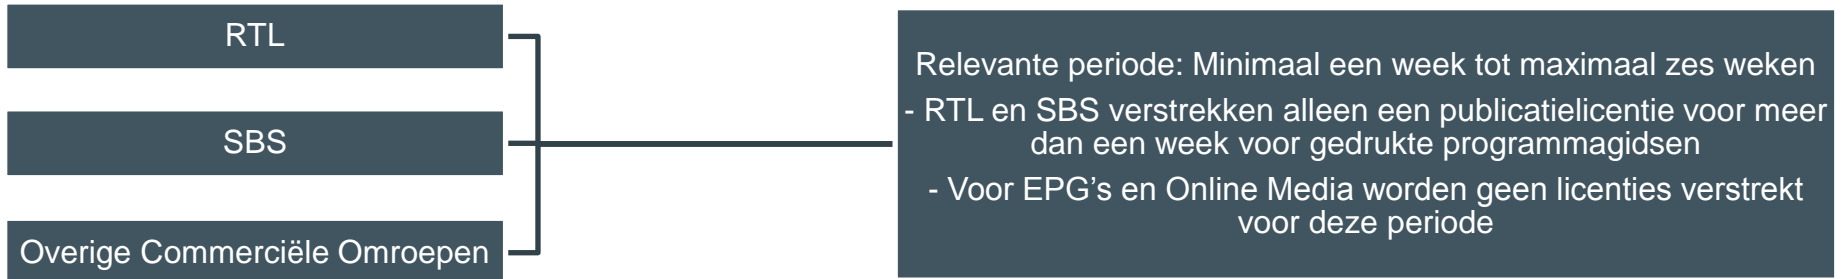 RTL
SBS
Overige Commerciële Omroepen
Relevante periode: Minimaal een week tot maximaal zes weken
- RTL en SBS verstrekken alleen een publicatielicentie voor meer
dan een week voor gedrukte programmagidsen
- Voor EPG’s en Online Media worden geen licenties verstrekt
voor deze periode